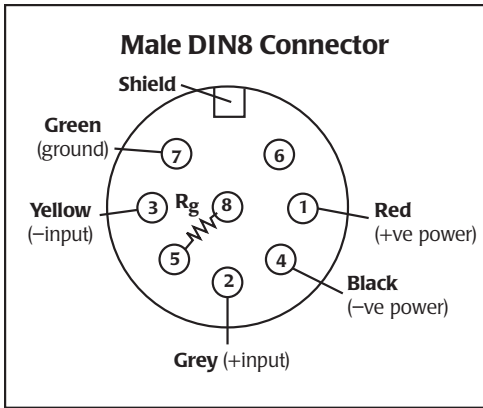 Male DIN8 Connector
Shield
Green
(ground)
7
6
Yellow
(–input)
3
Rg
8
1
Red
(+ve power)
5
4
2
Black
(–ve power)
Grey (+input)